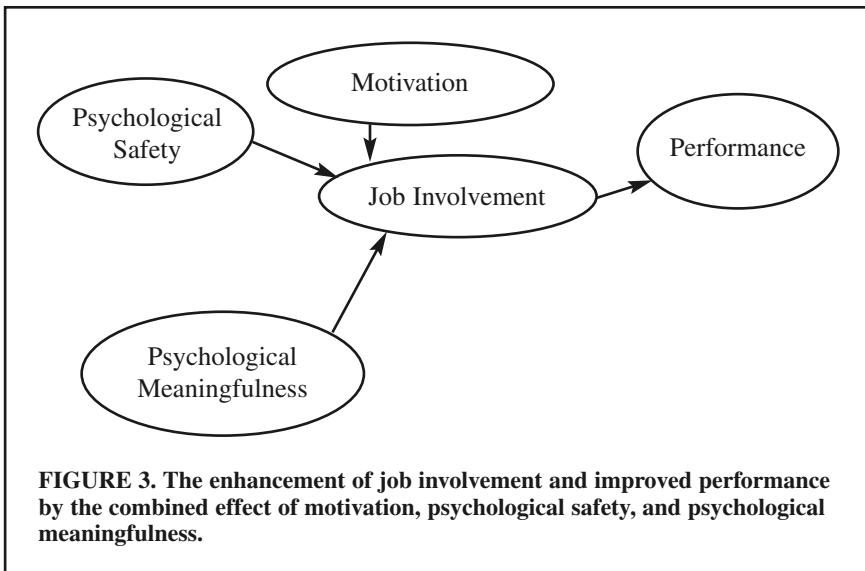 Motivation
Psychological
Safety
Performance
Job Involvement
Psychological
Meaningfulness
FIGURE 3. The enhancement of job involvement and improved performance
by the combined effect of motivation, psychological safety, and psychological
meaningfulness.